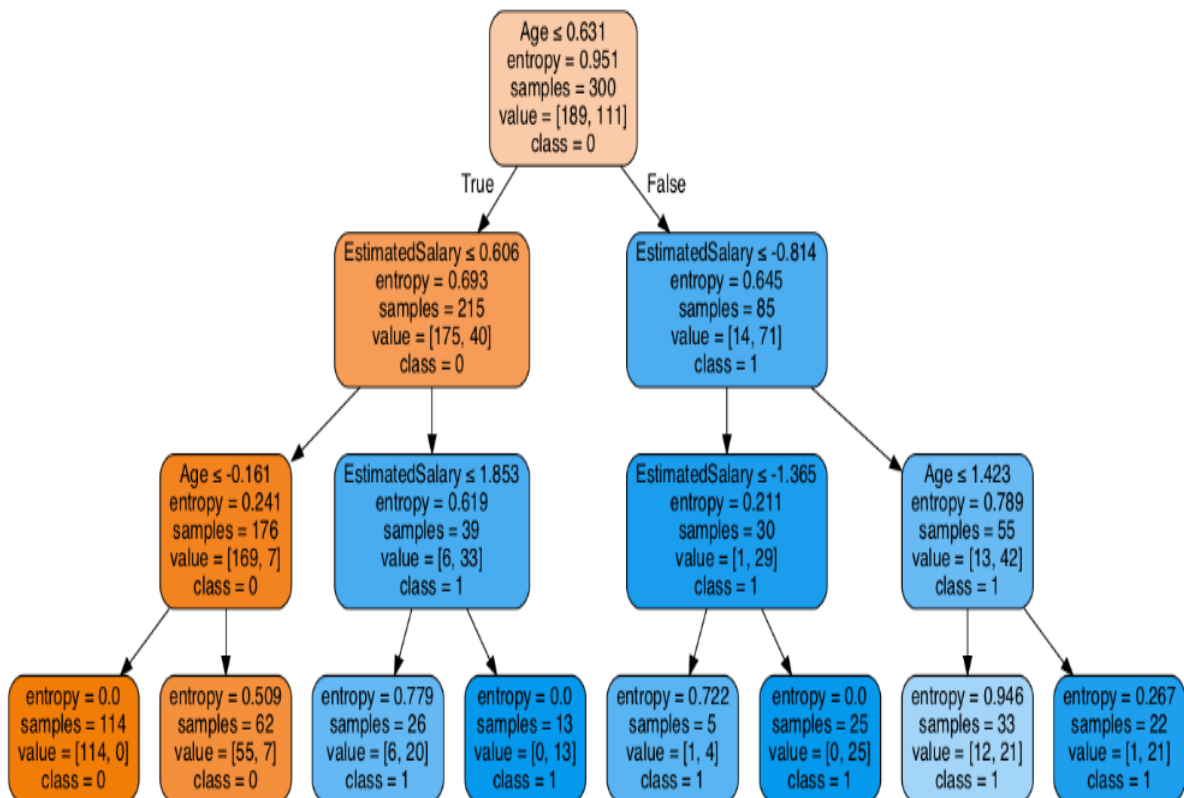 Age ≤ 0.631
entropy = 0.951
samples = 300
value = [189, 111]
class = 0
True
False
EstimatedSalary ≤ 0.606
entropy = 0.693
samples = 215
value = [175, 40]
class = 0
EstimatedSalary ≤ -0.814
entropy = 0.645
samples = 85
value = [14, 71]
class = 1
Age ≤ -0.161
entropy = 0.241
samples = 176
value = [169, 7]
class = 0
EstimatedSalary ≤ 1.853
entropy = 0.619
samples = 39
value = [6, 33]
class = 1
EstimatedSalary ≤ -1.365
entropy = 0.211
samples = 30
value = [1, 29]
class = 1
Age ≤ 1.423
entropy = 0.789
samples = 55
value = [13, 42]
class = 1
entropy = 0.0
samples = 114
value = [114, 0]
class = 0
entropy = 0.509
samples = 62
value = [55, 7]
class = 0
entropy = 0.779
samples = 26
value = [6, 20]
class = 1
entropy = 0.0
samples = 13
value = [0, 13]
class = 1
entropy = 0.722
samples = 5
value = [1, 4]
class = 1
entropy = 0.0
samples = 25
value = [0, 25]
class = 1
entropy = 0.946
samples = 33
value = [12, 21]
class = 1
entropy = 0.267
samples = 22
value = [1, 21]
class = 1